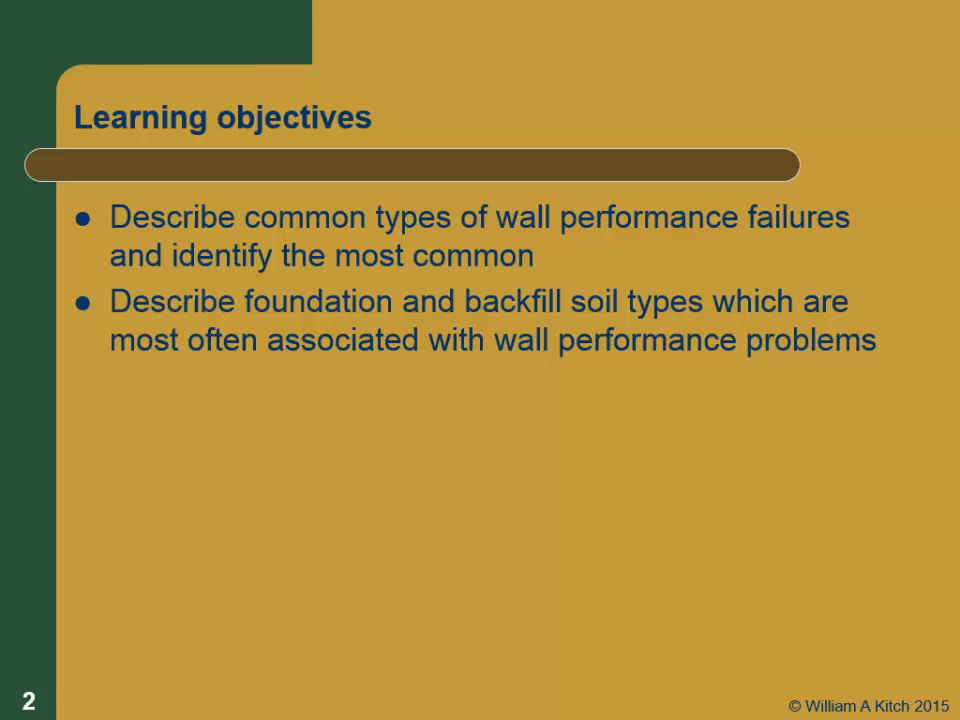 Learning objectives
● Describe common types of wall performance failures
and identify the most common
● Describe foundation and backfill soil types which are
most often associated with wall performance problems
2
© William A Kitch 2015